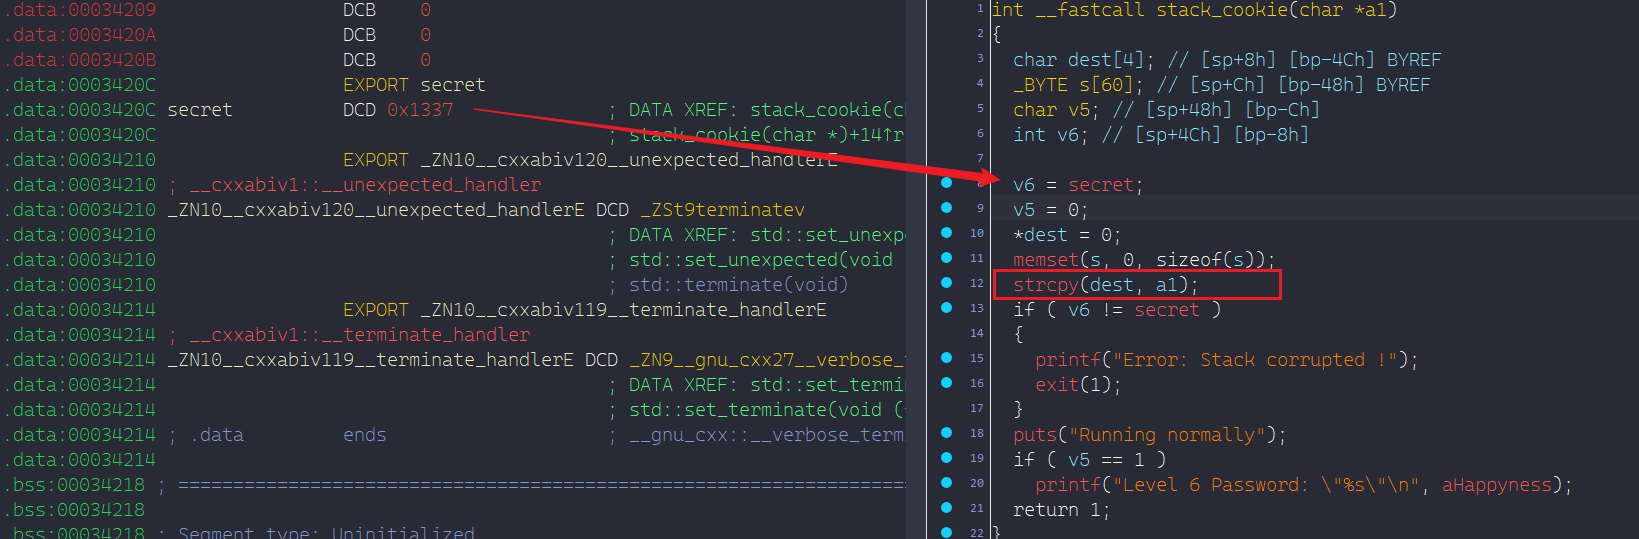 .data:00034209 DCB 0
.data:0003420A DCB 0
.data:0003420B DCB 0
.data:0003420C EXPORT secret
.data:0003420C secret DCD 0x1337 ; DATA XREF: stack_cookie(ch
.data:0003420C ; stack_cookie(char *)+14↑r
.data:00034210 EXPORT _ZN10__cxxabiv120__unexpected_handlerE
.data:00034210 ; __cxxabiv1::__unexpected_handler
.data:00034210 _ZN10__cxxabiv120__unexpected_handlerE DCD _ZSt9terminatev
.data:00034210 ; DATA XREF: std::set_unexpe
.data:00034210 ; std::set_unexpected(void
.data:00034210 ; std::terminate(void)
.data:00034214 EXPORT _ZN10__cxxabiv119__terminate_handlerE
.data:00034214 ; __cxxabiv1::__terminate_handler
.data:00034214 _ZN10__cxxabiv119__terminate_handlerE DCD _ZN9__gnu_cxx27__verbose_t
.data:00034214 ; DATA XREF: std::set_termin
.data:00034214 ; std::set_terminate(void (
.data:00034214 ; .data ends ; __gnu_cxx::__verbose_term
.data:00034214
.bss:00034218 ; ================================================================
.bss:00034218
.bss:00034218 ; Segment type: Uninitialized
1 int __fastcall stack_cookie(char *a1)
2 {
3 char dest[4]; // [sp+8h] [bp-4Ch] BYREF
4 _BYTE s[60]; // [sp+Ch] [bp-48h] BYREF
5 char v5; // [sp+48h] [bp-Ch]
6 int v6; // [sp+4Ch] [bp-8h]
7
8 v6 = secret;
9 v5 = 0;
10 *dest = 0;
11 memset(s, 0, sizeof(s));
12 strcpy(dest, a1);
13 if ( v6 != secret )
14 {
15 printf("Error: Stack corrupted !");
16 exit(1);
17 }
18 puts("Running normally");
19 if ( v5 == 1 )
20 printf("Level 6 Password: \"%s\"\n", aHappyness);
21 return 1;
22 }